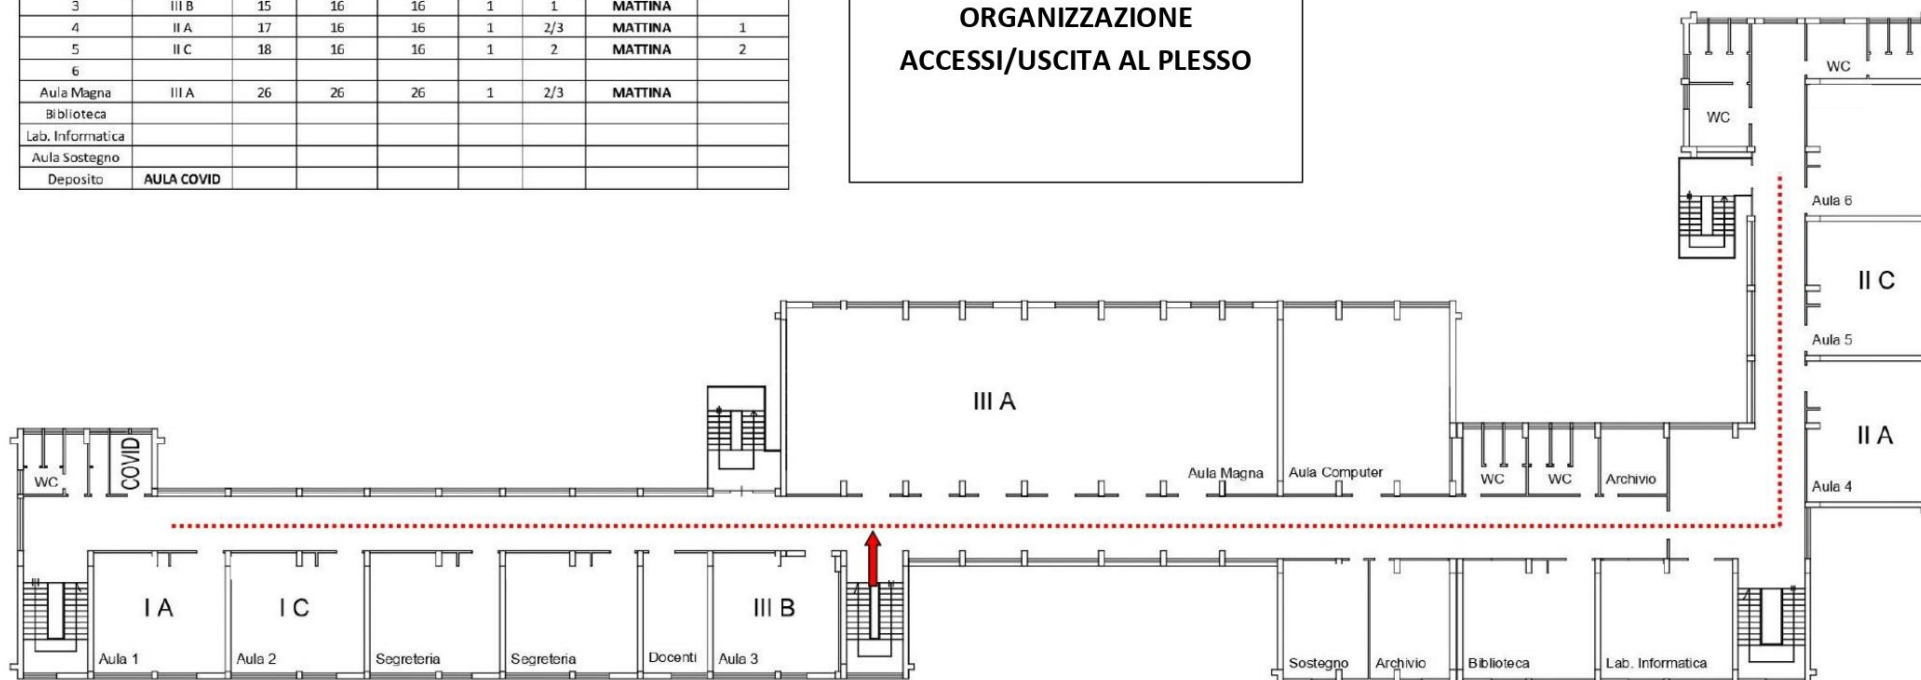 3 III B 15 16 16 1 1 MATTINA
4 II A 17 16 16 1 2/3 MATTINA 1
5 II C 18 16 16 1 2 MATTINA 2
6
Aula Magna III A 26 26 26 1 2/3 MATTINA
Biblioteca
Lab. Informatica
Aula Sostegno
Deposito AULA COVID
ORGANIZZAZIONE
ACCESSI/USCITA AL PLESSO
WC
WC
Aula 6
II C
Aula 5
II A
Aula 4
III A
Aula Magna
Aula Computer
WC
WC
Archivio
WC
COVID
I A
Aula 1
I C
Aula 2
Segreteria
Segreteria
Docenti
III B
Aula 3
Sostegno
Archivio
Biblioteca
Lab. Informatica